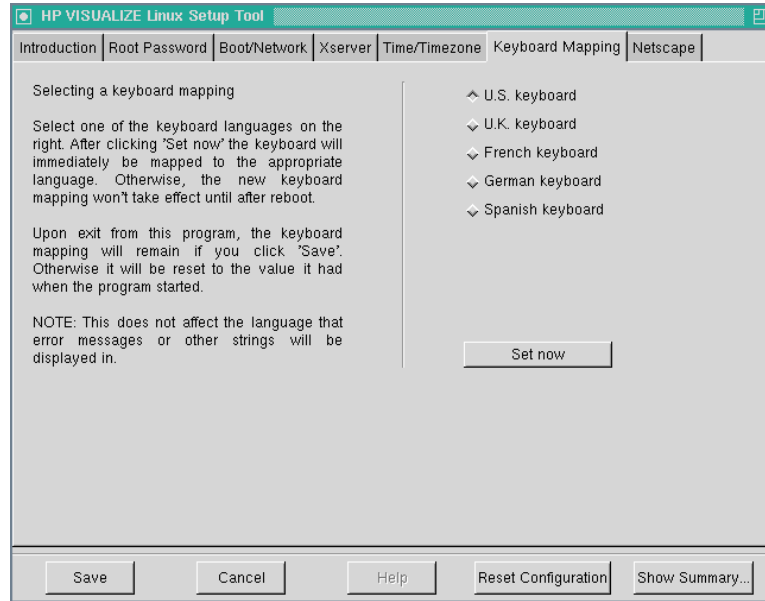 HP VISUALIZE Linux Setup Tool
Introduction Root Password Boot/Network Xserver Time/Timezone Keyboard Mapping Netscape
Selecting a keyboard mapping
Select one of the keyboard languages on the
right. After clicking 'Set now' the keyboard will
immediately be mapped to the appropriate
language. Otherwise, the new keyboard
mapping won't take effect until after reboot.
Upon exit from this program, the keyboard
mapping will remain if you click 'Save'.
Otherwise it will be reset to the value it had
when the program started.
NOTE: This does not affect the language that
error messages or other strings will be
displayed in.
U.S. keyboard
U.K. keyboard
French keyboard
German keyboard
Spanish keyboard
Set now
Save Cancel Help Reset Configuration Show Summary...